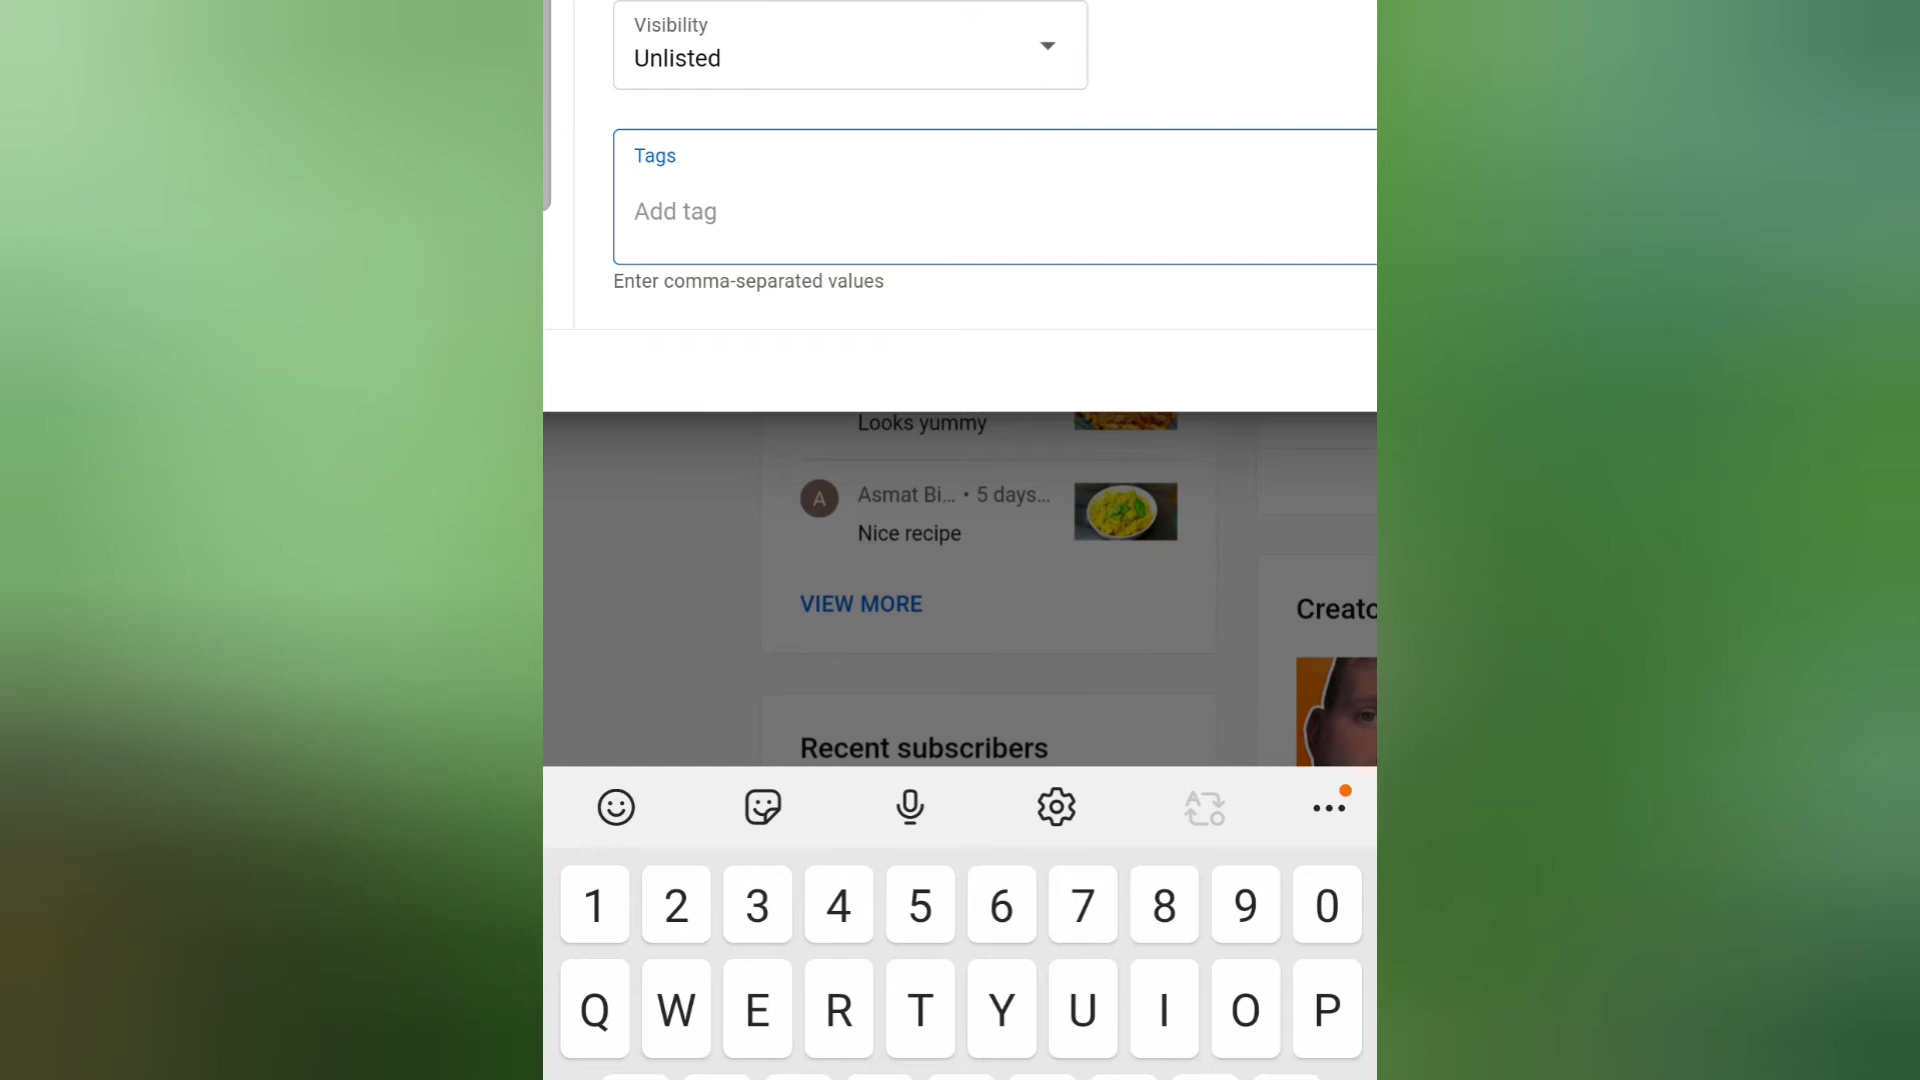 Visibility
Unlisted
Tags
Add tag
Enter comma-separated values
Looks yummy
A
Asmat Bi... • 5 days...
Nice recipe
VIEW MORE
Creato
Recent subscribers
1 2 3 4 5 6 7 8 9 0
Q W E R T Y U I O P